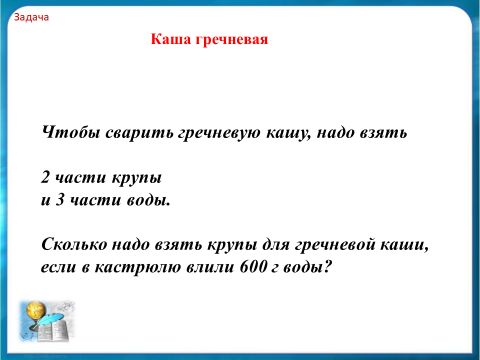 Задача
Каша гречневая
Чтобы сварить гречневую кашу, надо взять
2 части крупы
и 3 части воды.
Сколько надо взять крупы для гречневой каши,
если в кастрюлю влили 600 г воды?